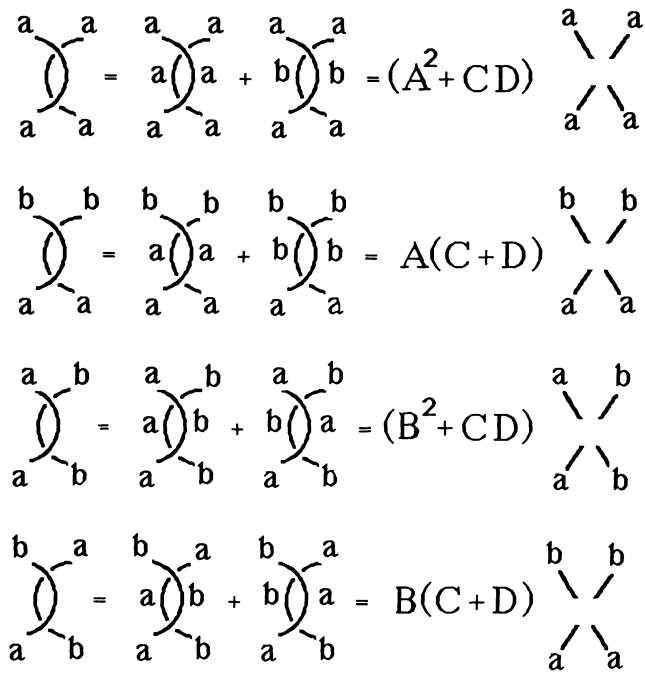 a a a a a a a a
a a = a a + b b = (A²+CD)
a a a a a a a a
b b b b b b b b
= a a + b b = A(C+D)
a a a a a a a a
a b a b a b a b
= a b + b a = (B²+CD)
a b a b a b a b
b a b a b a b b
= a b + b a = B(C+D)
a b a b a b a a